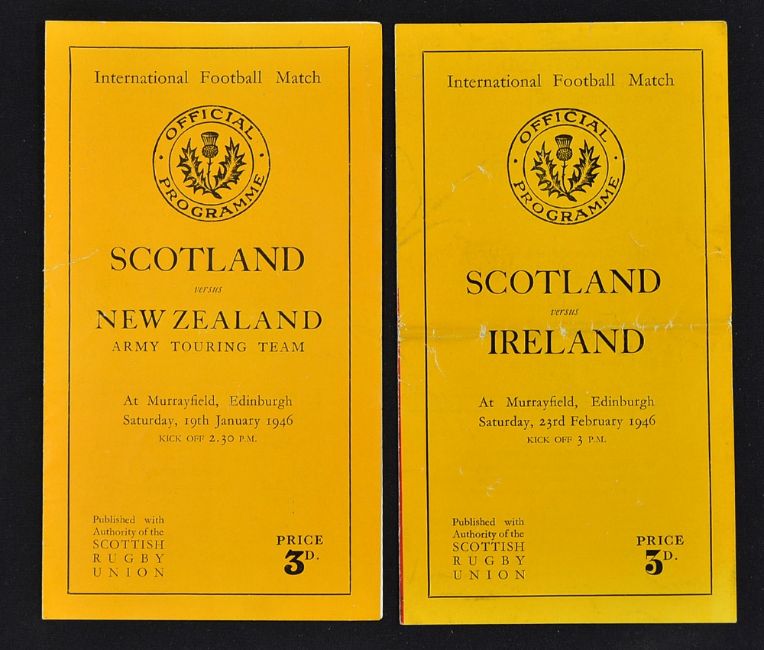 International Football Match
OFFICIAL
PROGRAMME
SCOTLAND
versus
NEW ZEALAND
ARMY TOURING TEAM
At Murrayfield, Edinburgh
Saturday, 19th January 1946
KICK OFF 2.30 P.M.
Published with
Authority of the
SCOTTISH
RUGBY
UNION
PRICE
3D.
International Football Match
OFFICIAL
PROGRAMME
SCOTLAND
versus
IRELAND
At Murrayfield, Edinburgh
Saturday, 23rd February 1946
KICK OFF 3 P.M.
Published with
Authority of the
SCOTTISH
RUGBY
UNION
PRICE
3D.